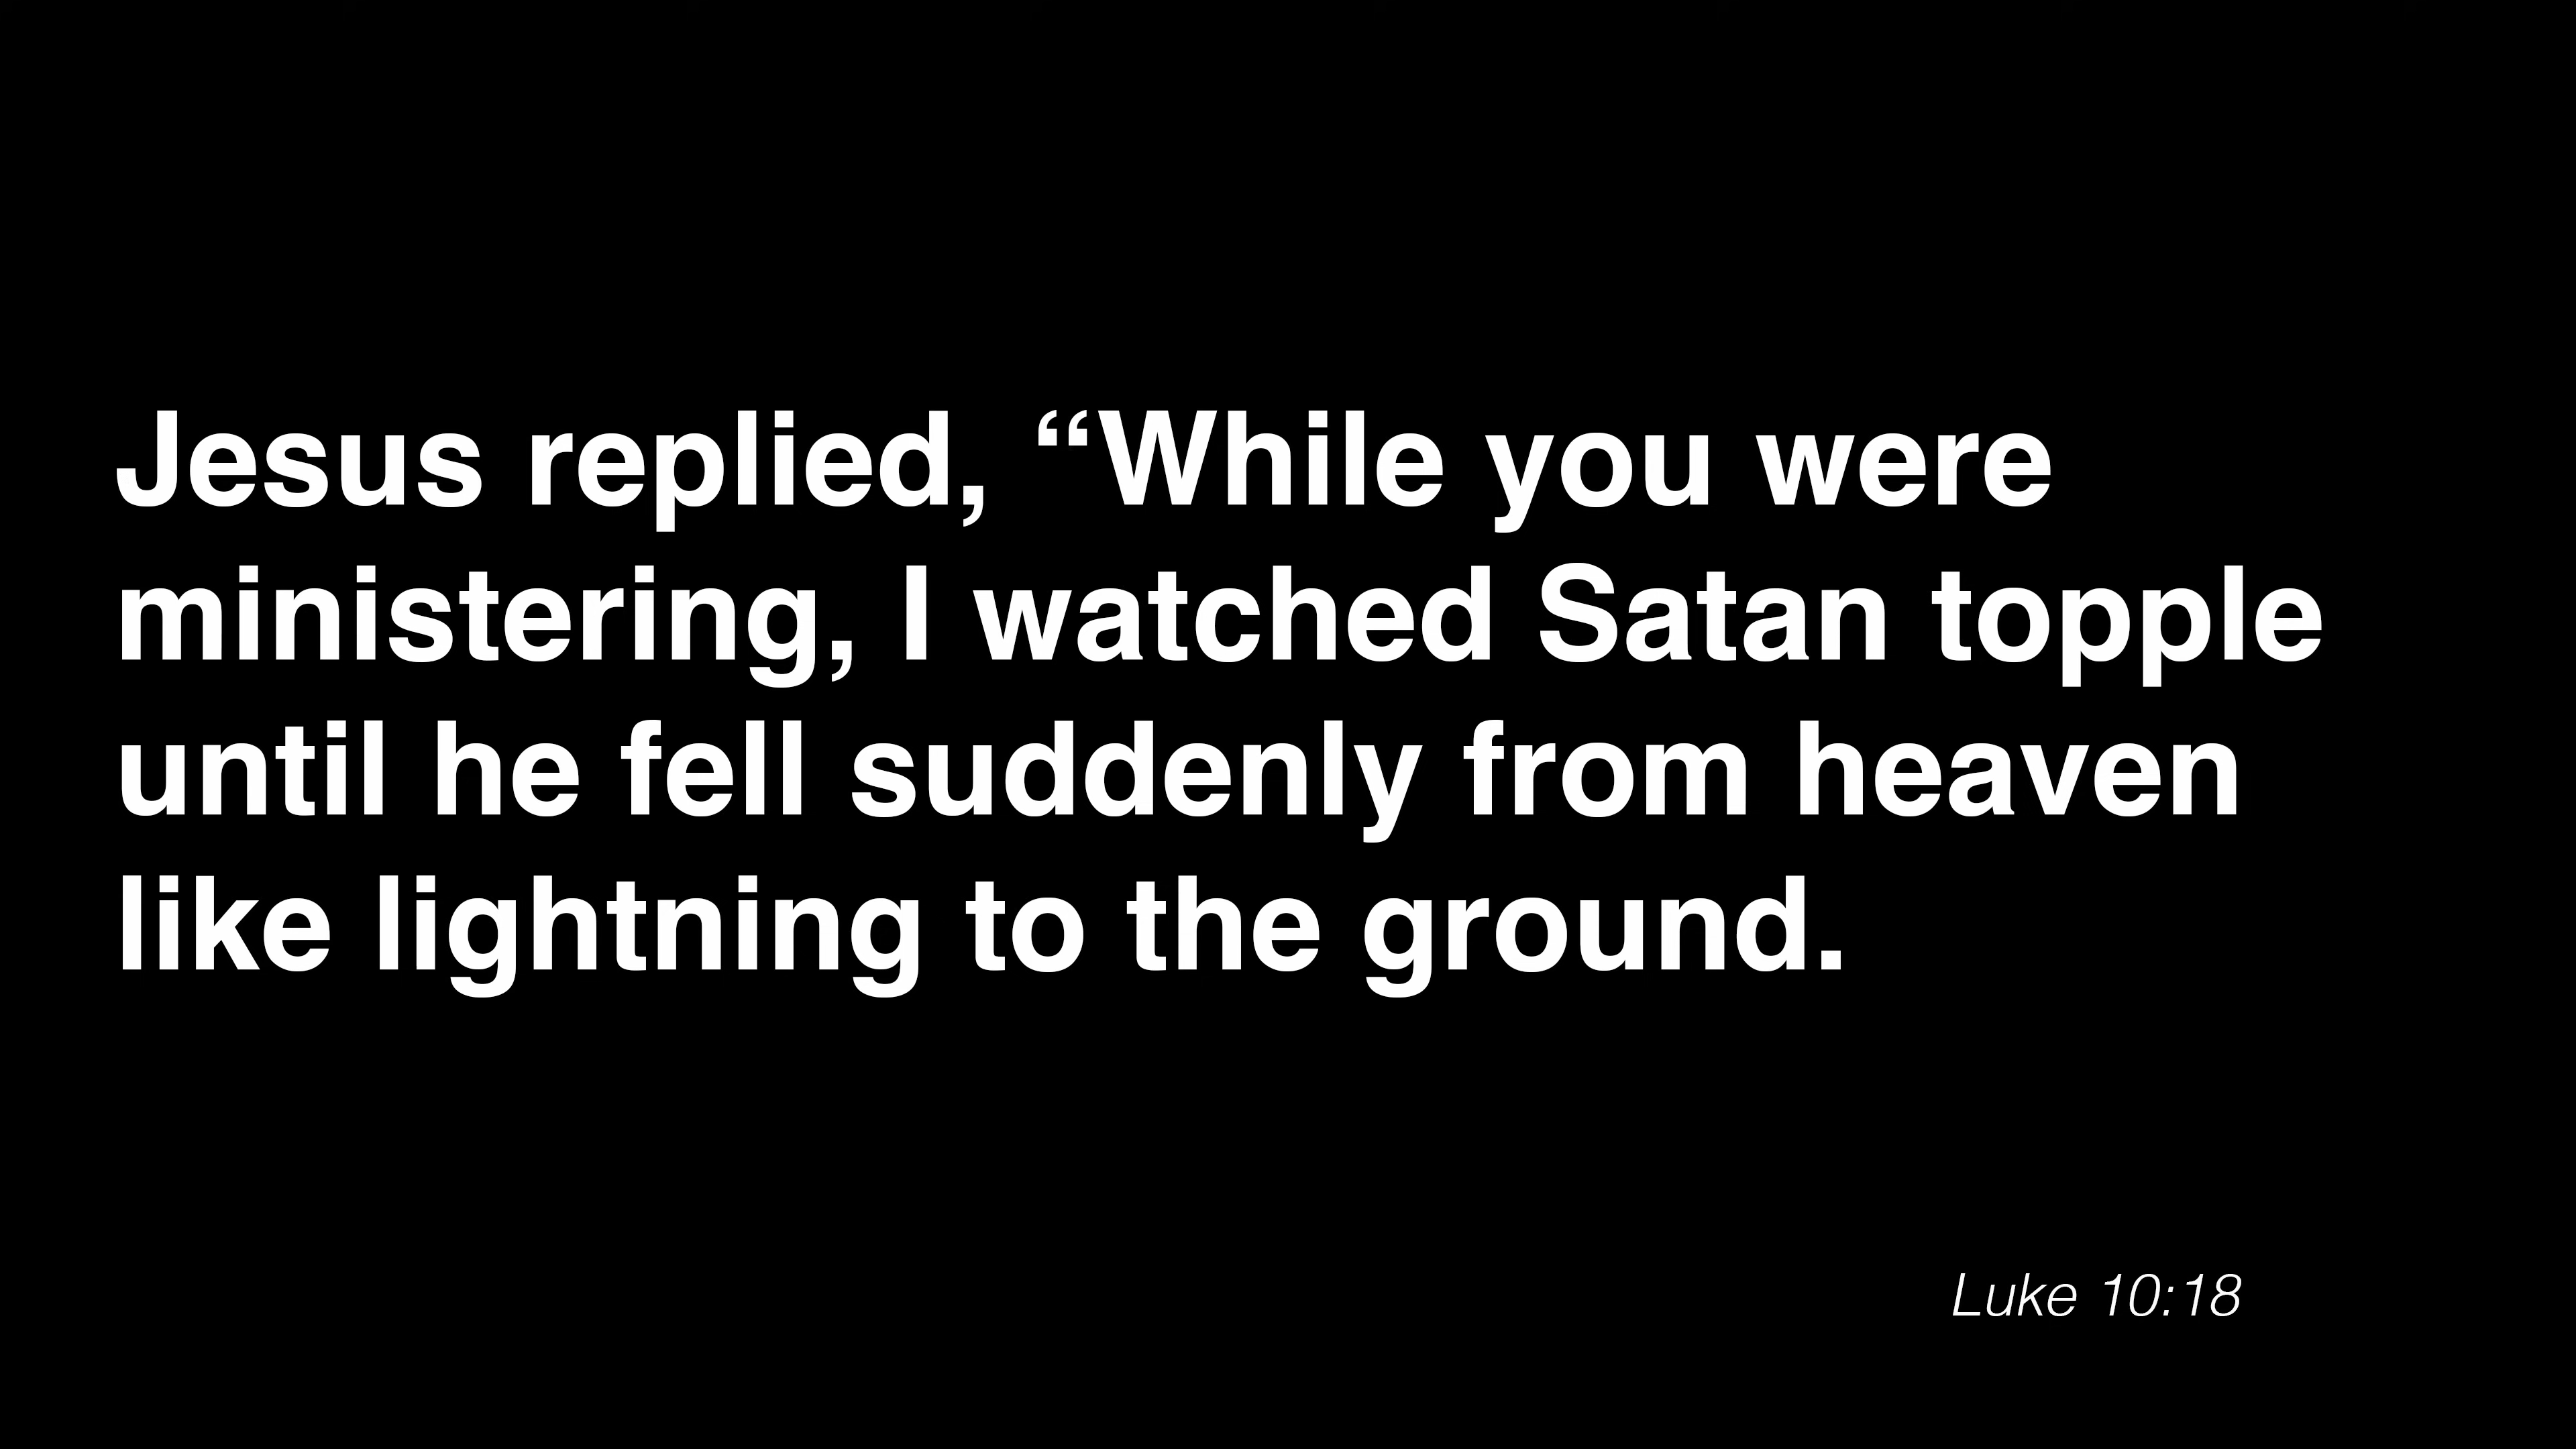 Jesus replied, “While you were
ministering, I watched Satan topple
until he fell suddenly from heaven
like lightning to the ground.
Luke 10:18